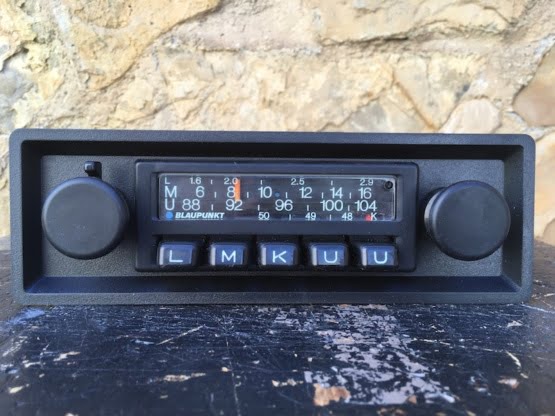 L 1.6 2.0 2.5 2.9
M 6 8 10 12 14 16
U 88 92 96 100 104
BLAUPUNKT 50 49 48 K
L M K U U